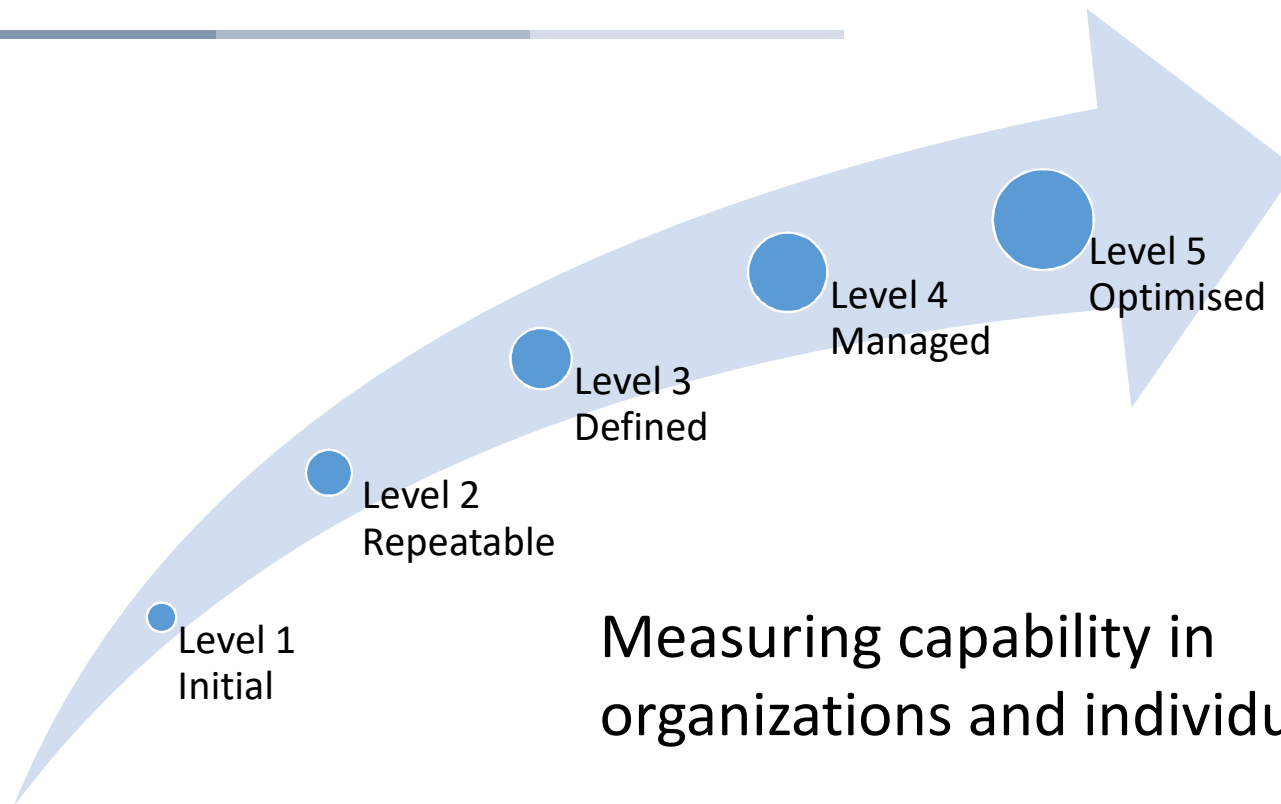 Level 1
Initial
Level 2
Repeatable
Level 3
Defined
Level 4
Managed
Level 5
Optimised
Measuring capability in
organizations and